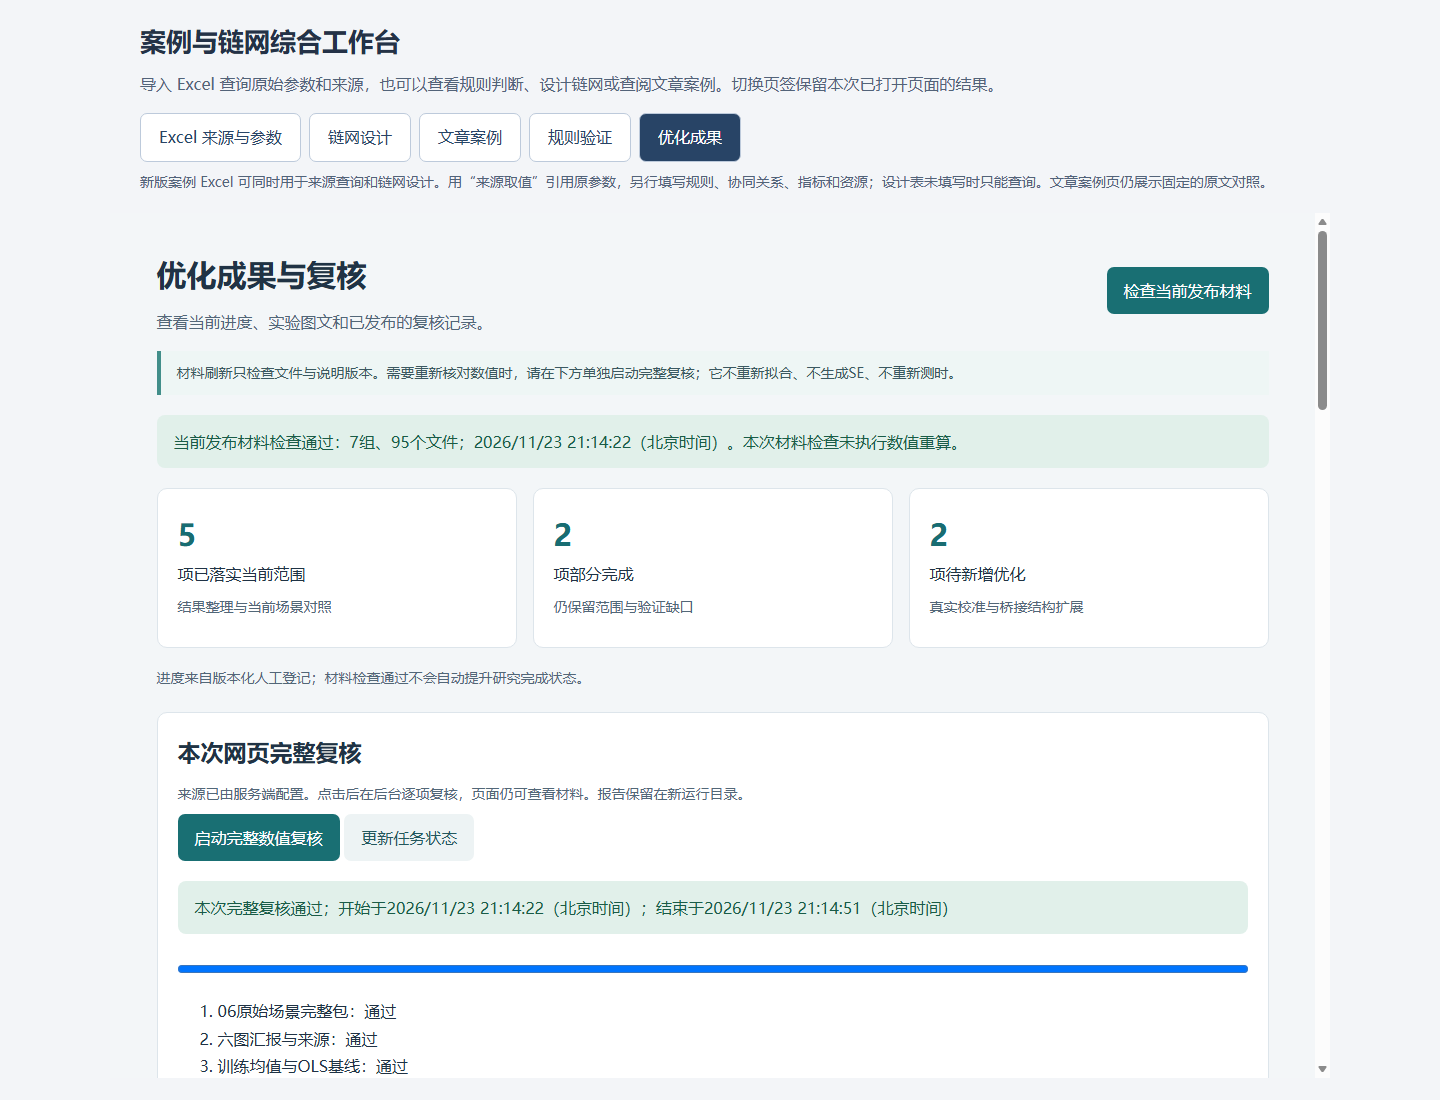 案例与链网综合工作台
导入 Excel 查询原始参数和来源，也可以查看规则判断、设计链网或查阅文章案例。切换页签保留本次已打开页面的结果。
Excel 来源与参数
链网设计
文章案例
规则验证
优化成果
新版案例 Excel 可同时用于来源查询和链网设计。用“来源取值”引用原参数，另行填写规则、协同关系、指标和资源；设计表未填写时只能查询。文章案例页仍展示固定的原文对照。
优化成果与复核
检查当前发布材料
查看当前进度、实验图文和已发布的复核记录。
材料刷新只检查文件与说明版本。需要重新核对数值时，请在下方单独启动完整复核；它不重新拟合、不生成SE、不重新测时。
当前发布材料检查通过：7组、95个文件；2026/11/23 21:14:22（北京时间）。本次材料检查未执行数值重算。
5
项已落实当前范围
结果整理与当前场景对照
2
项部分完成
仍保留范围与验证缺口
2
项待新增优化
真实校准与桥接结构扩展
进度来自版本化人工登记；材料检查通过不会自动提升研究完成状态。
本次网页完整复核
来源已由服务端配置。点击后在后台逐项复核，页面仍可查看材料。报告保留在新运行目录。
启动完整数值复核
更新任务状态
本次完整复核通过；开始于2026/11/23 21:14:22（北京时间）；结束于2026/11/23 21:14:51（北京时间）
1. 06原始场景完整包：通过
2. 六图汇报与来源：通过
3. 训练均值与OLS基线：通过